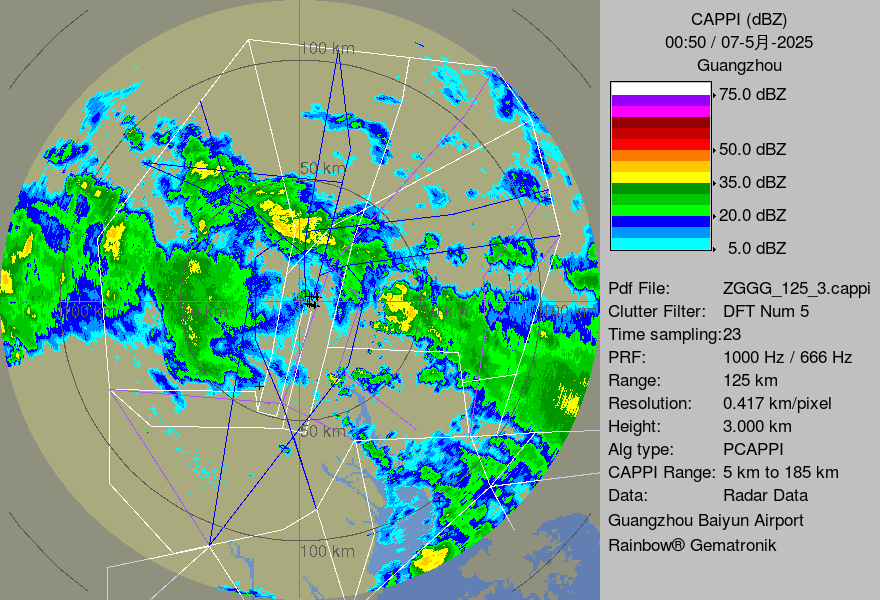 CAPPI (dBZ)
00:50 / 07-5月-2025
Guangzhou
75.0 dBZ
50.0 dBZ
35.0 dBZ
20.0 dBZ
5.0 dBZ
Pdf File: ZGGG_125_3.cappi
Clutter Filter: DFT Num 5
Time sampling:23
PRF: 1000 Hz / 666 Hz
Range: 125 km
Resolution: 0.417 km/pixel
Height: 3.000 km
Alg type: PCAPPI
CAPPI Range: 5 km to 185 km
Data: Radar Data
Guangzhou Baiyun Airport
Rainbow® Gematronik
100 km
50 km
100 km
50 km
100 km